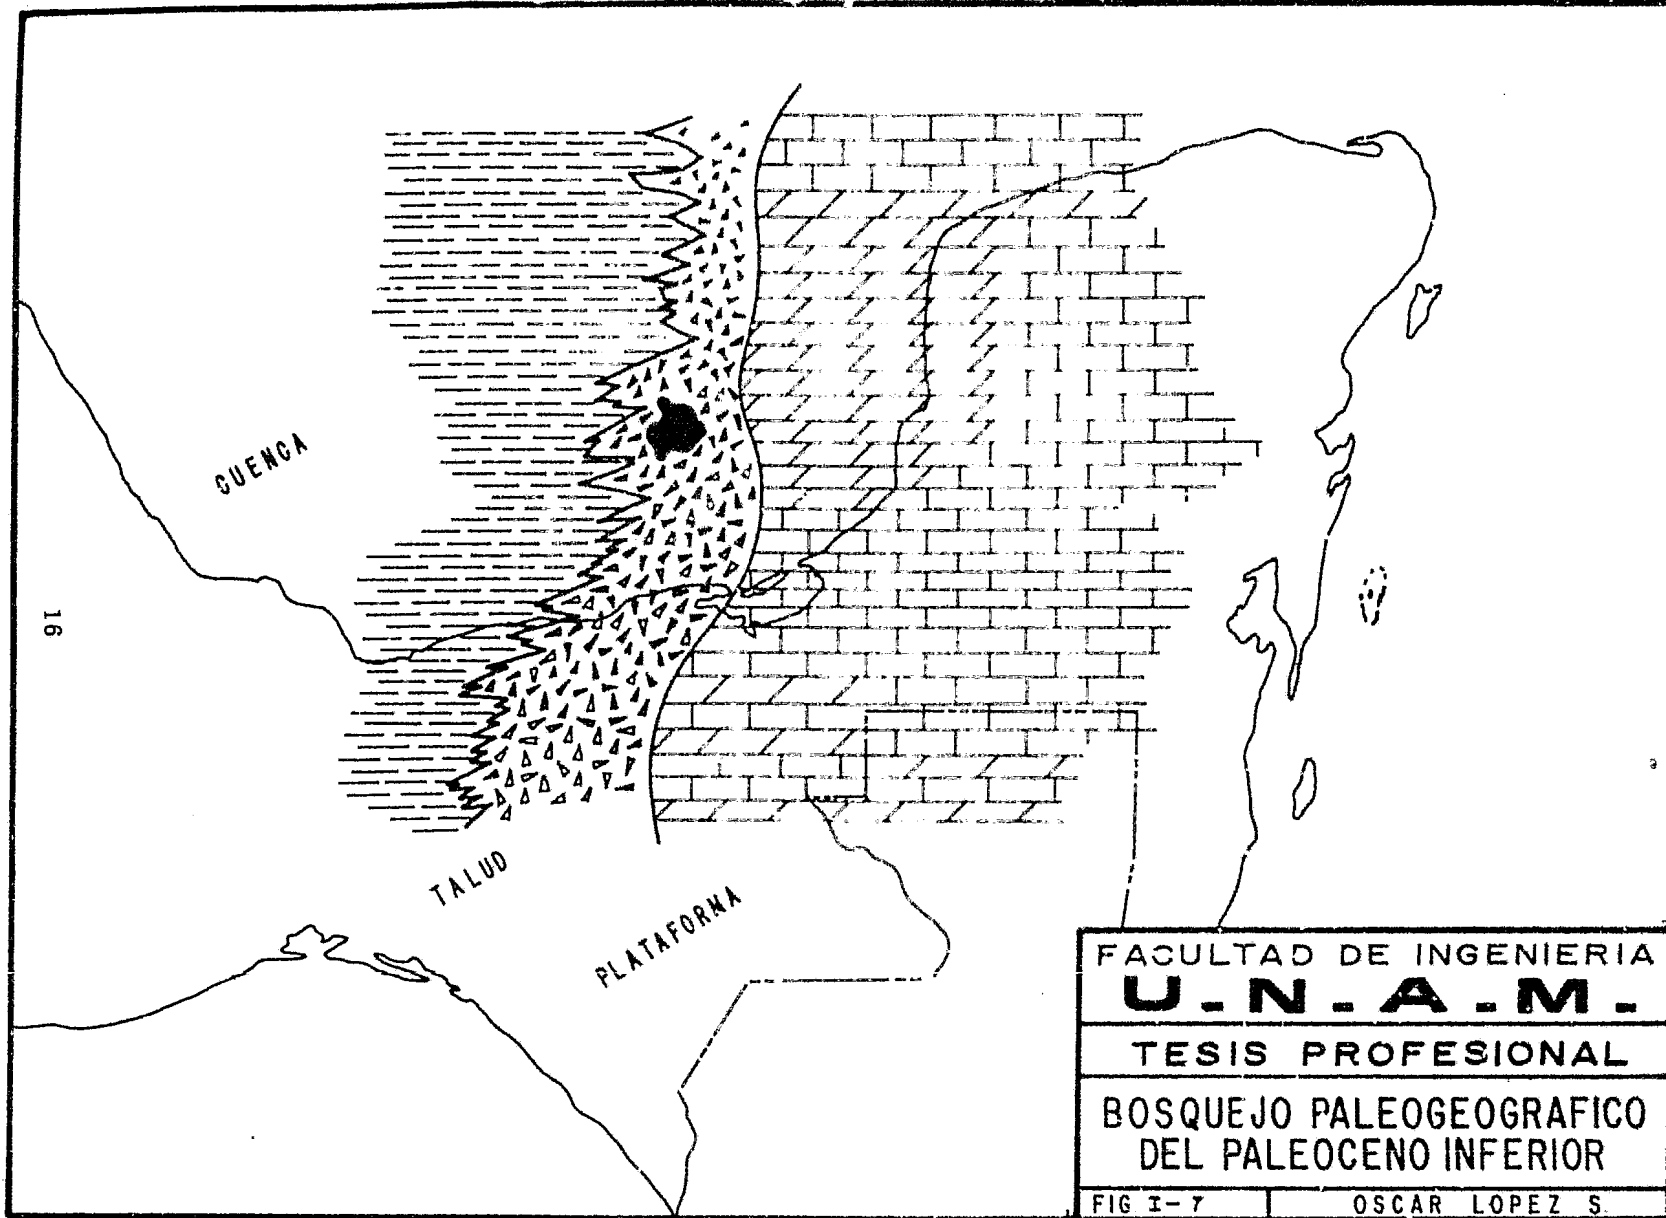 CUENCA
16
TALUD
PLATAFORMA
FACULTAD DE INGENIERIA
U.N.A.M.
TESIS PROFESIONAL
BOSQUEJO PALEOGEOGRAFICO
DEL PALEOCENO INFERIOR
FIG I-7
OSCAR LOPEZ S.